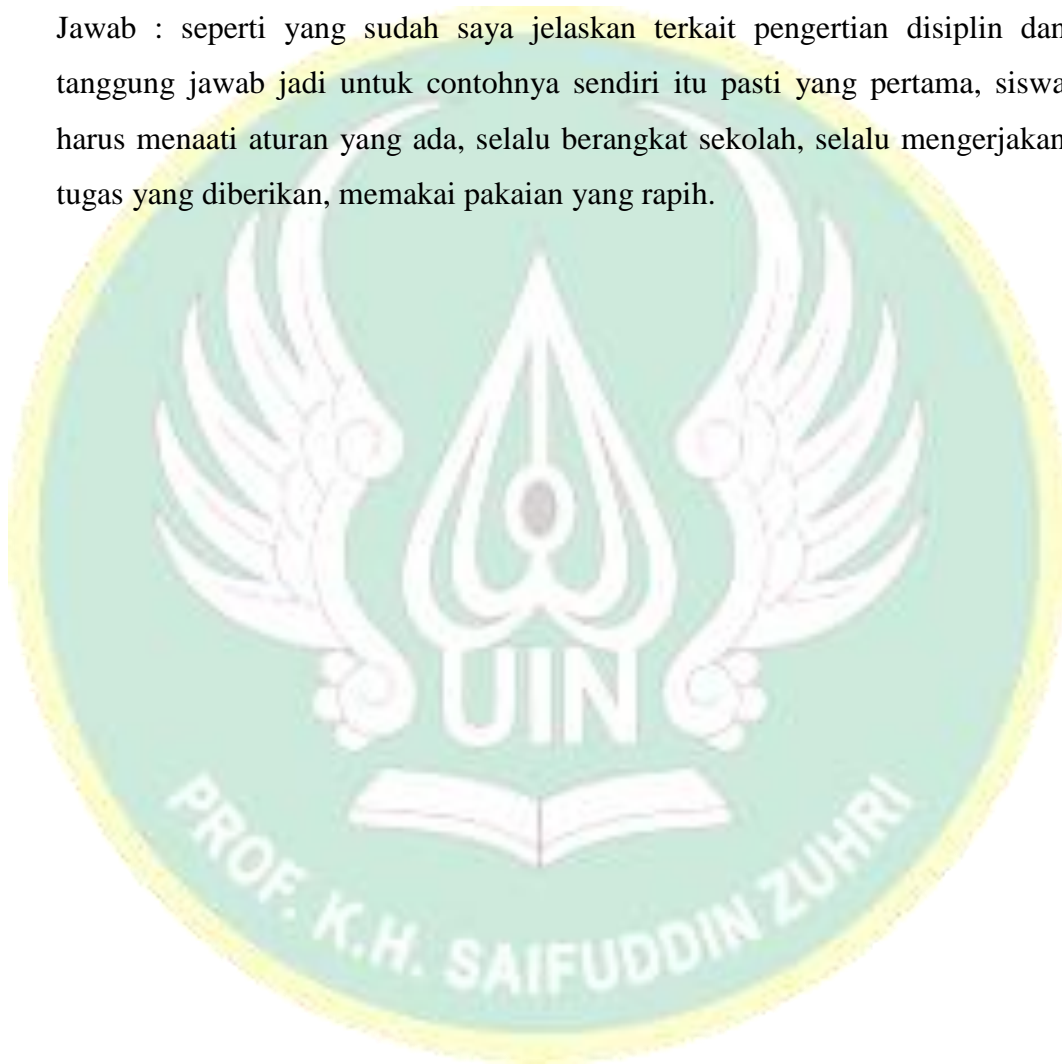 Jawab : seperti yang sudah saya jelaskan terkait pengertian disiplin dan
tanggung jawab jadi untuk contohnya sendiri itu pasti yang pertama, siswa
harus menaati aturan yang ada, selalu berangkat sekolah, selalu mengerjakan
tugas yang diberikan, memakai pakaian yang rapih.
UIN
PROF. K.H. SAIFUDDIN ZUHRI